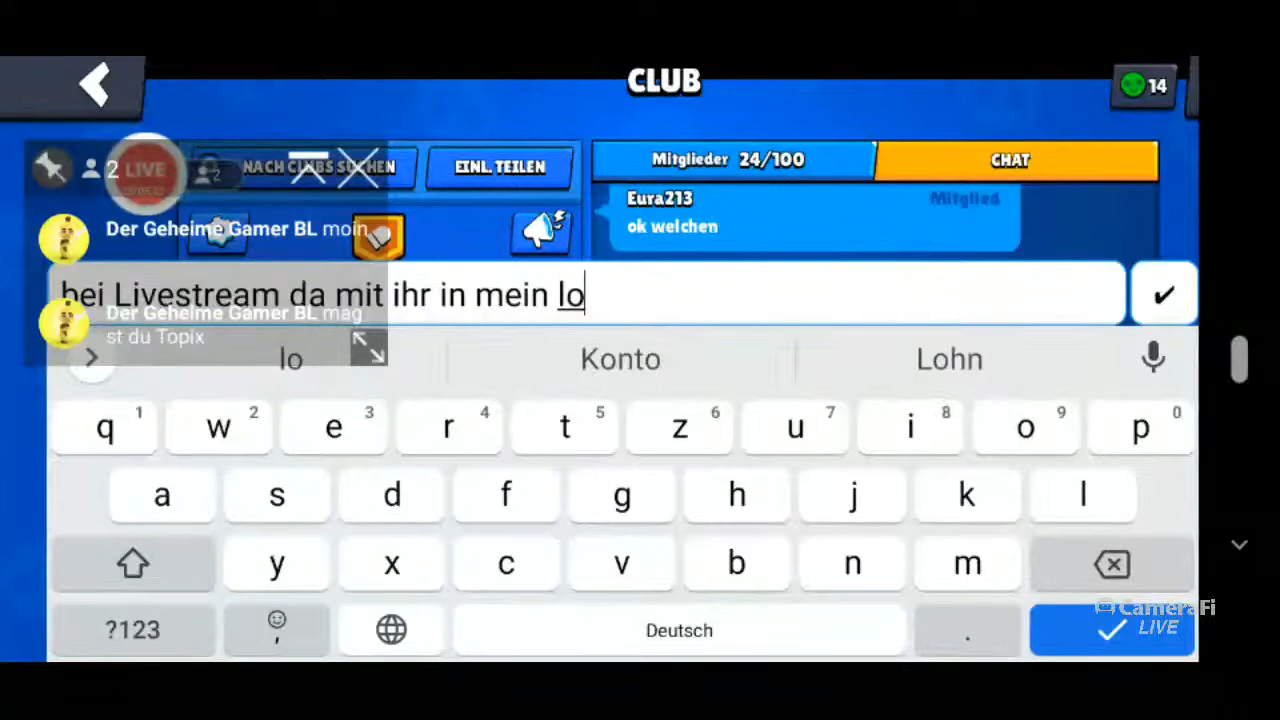 CLUB
14
2
LIVE
2
NACH CLUBS SUCHEN
EINL. TEILEN
Mitglieder 24/100
CHAT
Eura213
Mitglied
ok welchen
Der Geheime Gamer BL moin
bei Livestream da mit ihr in mein lo
Der Geheime Gamer BL mag
st du Topix
lo
Konto
Lohn
q 1 w 2 e 3 r 4 t 5 z 6 u 7 i 8 o 9 p 0
a s d f g h j k l
y x c v b n m
?123 , Deutsch .
CameraFi
LIVE